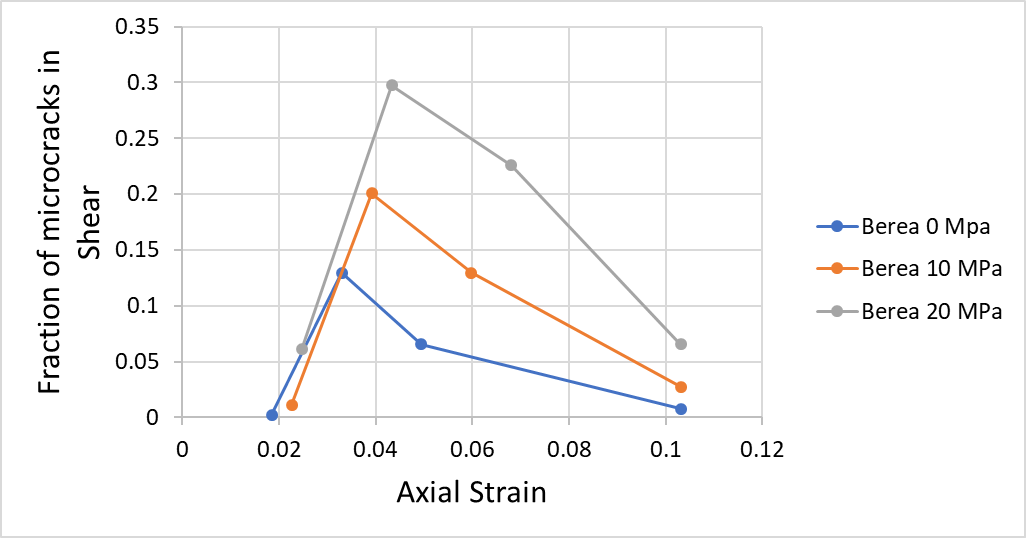 0.35
0.3
0.25
0.2
0.15
0.1
0.05
0
0
0.02
0.04
0.06
0.08
0.1
0.12
Fraction of microcracks in
Shear
Axial Strain
Berea 0 Mpa
Berea 10 MPa
Berea 20 MPa